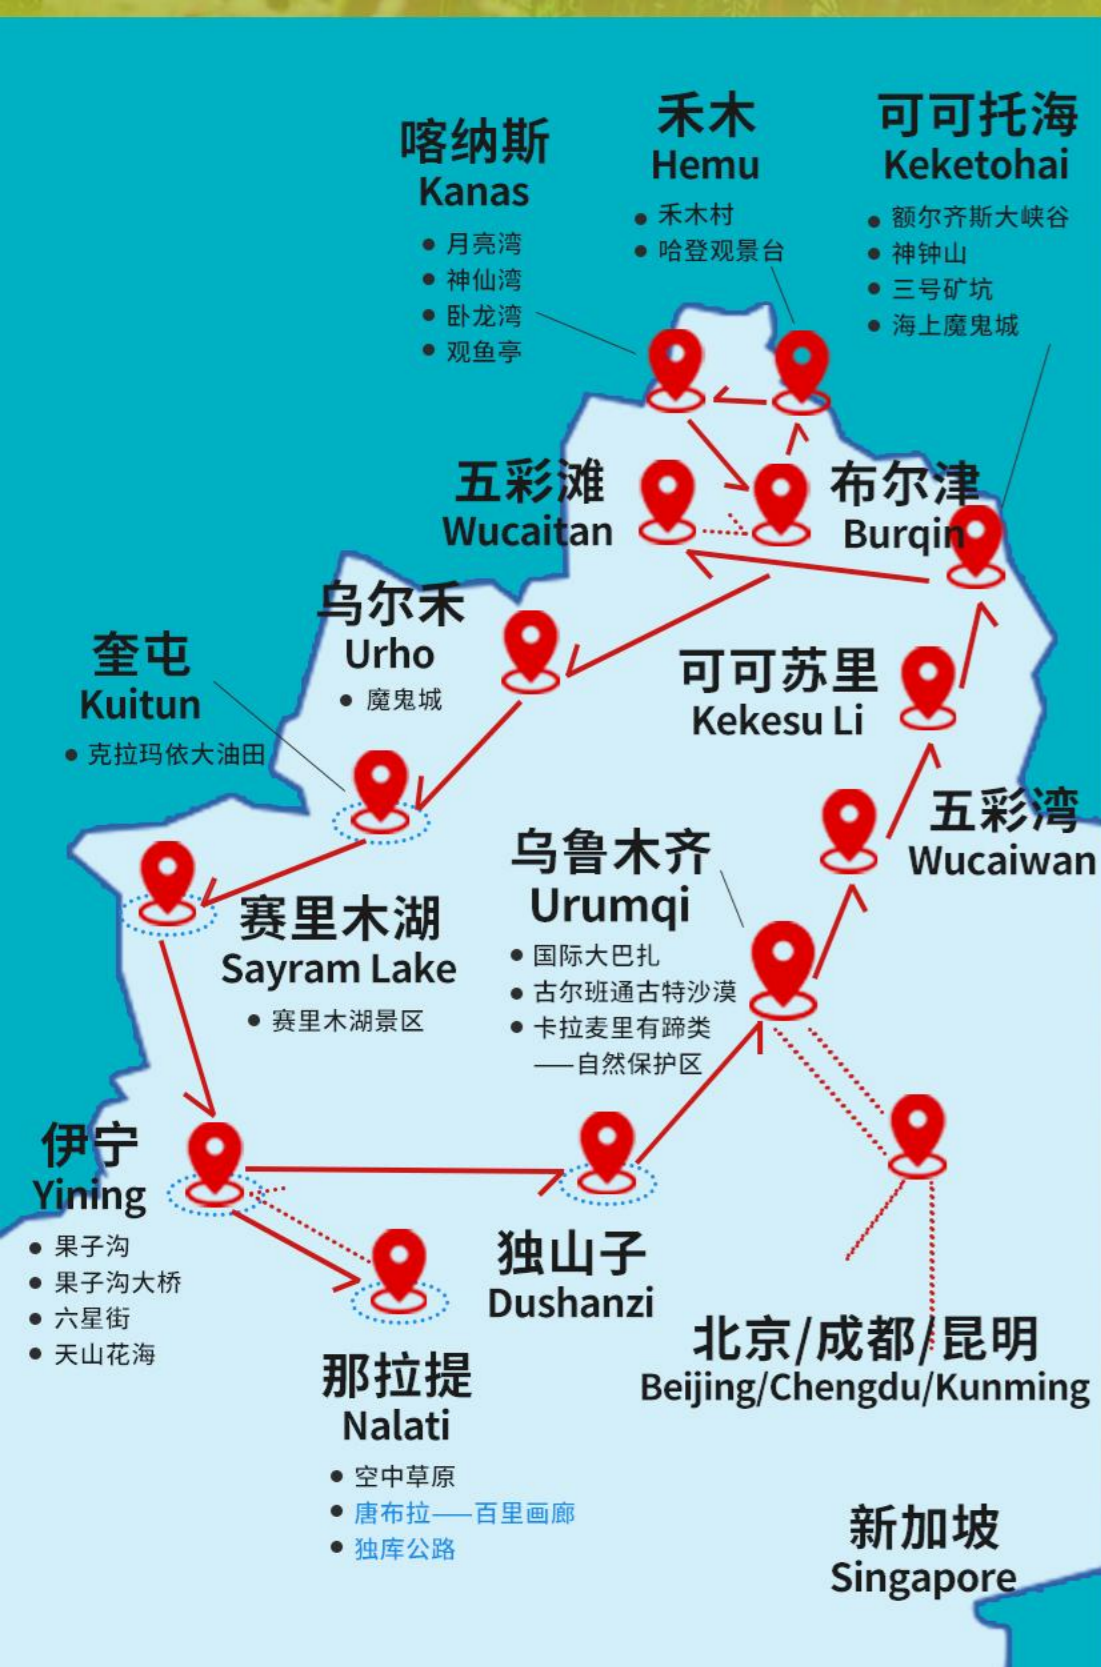 喀纳斯
Kanas
● 月亮湾
● 神仙湾
● 卧龙湾
● 观鱼亭
禾木
Hemu
● 禾木村
● 哈登观景台
可可托海
Keketohai
● 额尔齐斯大峡谷
● 神钟山
● 三号矿坑
● 海上魔鬼城
五彩滩
Wucaitan
布尔津
Burqin
乌尔禾
Urho
● 魔鬼城
奎屯
Kuitun
● 克拉玛依大油田
可可苏里
Kekesu Li
五彩湾
Wucaiwan
乌鲁木齐
Urumqi
● 国际大巴扎
● 古尔班通古特沙漠
● 卡拉麦里有蹄类
——自然保护区
赛里木湖
Sayram Lake
● 赛里木湖景区
伊宁
Yining
● 果子沟
● 果子沟大桥
● 六星街
● 天山花海
独山子
Dushanzi
那拉提
Nalati
● 空中草原
● 唐布拉——百里画廊
● 独库公路
北京/成都/昆明
Beijing/Chengdu/Kunming
新加坡
Singapore